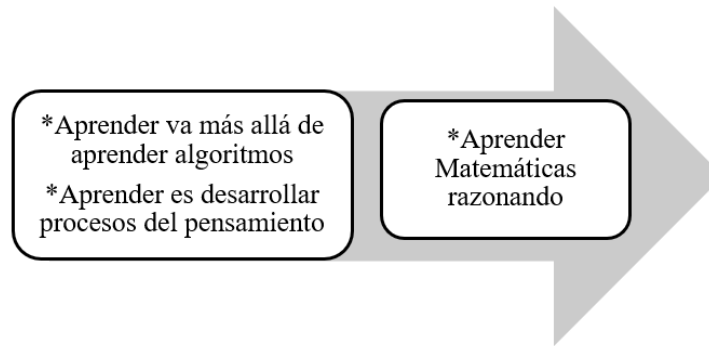 *Aprender va más allá de
aprender algoritmos
*Aprender es desarrollar
procesos del pensamiento
*Aprender
Matemáticas
razonando